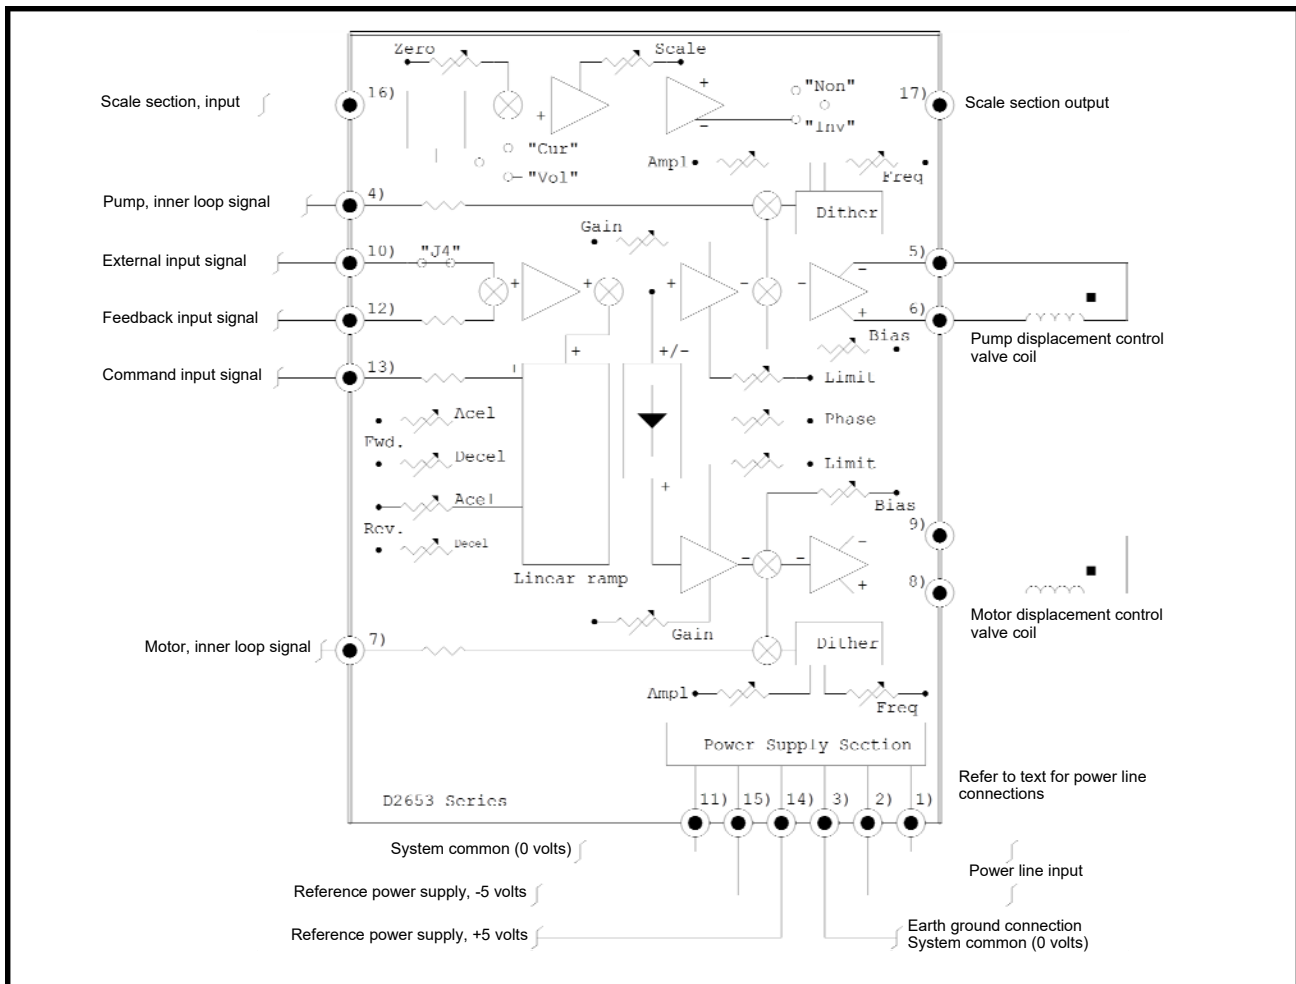 Zero
Scale
Scale section, input
16)
+
+
−
"Non"
"Inv"
17)
Scale section output
"Cur"
"Vol"
Ampl
Freq
Pump, inner loop signal
4)
Dither
Gain
External input signal
10)
"J4"
5)
+
+
+
−
−
−
+
Feedback input signal
12)
6)
Bias
Pump displacement control
valve coil
+
+/−
Command input signal
13)
Limit
Acel
Phase
Fwd.
Decel
Limit
+
Acel
Bias
Rev.
9)
Decel
−
−
−
+
Linear ramp
8)
Motor displacement control
valve coil
Gain
Motor, inner loop signal
7)
Dither
Ampl
Freq
Power Supply Section
Refer to text for power line
connections
D2653 Series
11)
15)
14)
3)
2)
1)
System common (0 volts)
Power line input
Reference power supply, -5 volts
Reference power supply, +5 volts
Earth ground connection
System common (0 volts)